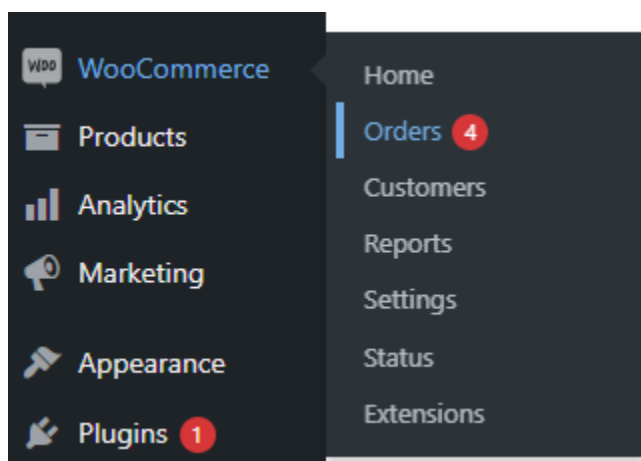 WOO WooCommerce
Products
Analytics
Marketing
Appearance
Plugins 1
Home
Orders 4
Customers
Reports
Settings
Status
Extensions